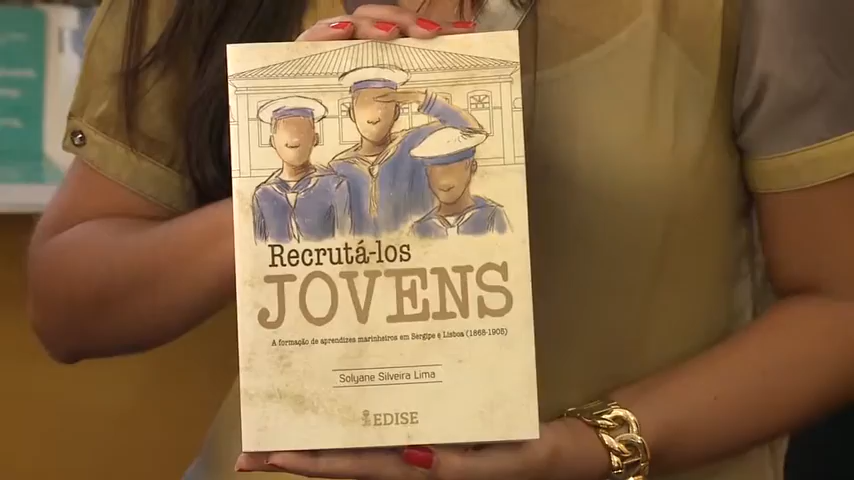 Recrutá-los
JOVENS
A formação de aprendizes marinheiros em Sergipe e Lisboa (1868-1905)
Solyane Silveira Lima
EDISE